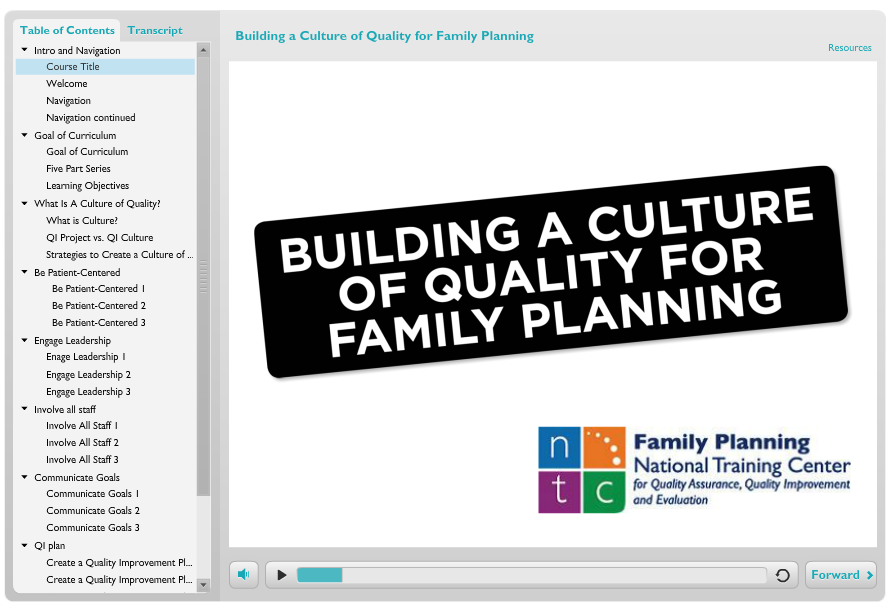 Table of Contents
Transcript
Intro and Navigation
Course Title
Welcome
Navigation
Navigation continued
Goal of Curriculum
Goal of Curriculum
Five Part Series
Learning Objectives
What Is A Culture of Quality?
What is Culture?
QI Project vs. QI Culture
Strategies to Create a Culture of ...
Be Patient-Centered
Be Patient-Centered 1
Be Patient-Centered 2
Be Patient-Centered 3
Engage Leadership
Enage Leadership 1
Engage Leadership 2
Engage Leadership 3
Involve all staff
Involve All Staff 1
Involve All Staff 2
Involve All Staff 3
Communicate Goals
Communicate Goals 1
Communicate Goals 2
Communicate Goals 3
QI plan
Create a Quality Improvement Pl...
Create a Quality Improvement Pl...
Building a Culture of Quality for Family Planning
Resources
BUILDING A CULTURE
OF QUALITY FOR
FAMILY PLANNING
n
t c
Family Planning
National Training Center
for Quality Assurance, Quality Improvement
and Evaluation
Forward